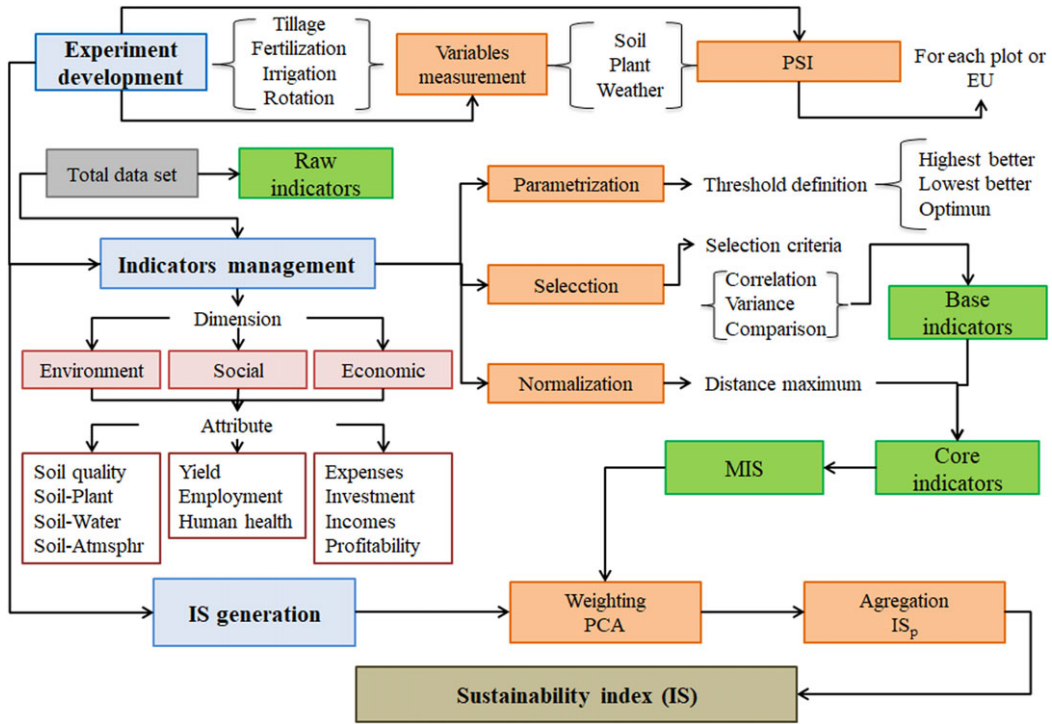 Experiment
development
Tillage
Fertilization
Irrigation
Rotation
Variables
measurement
Soil
Plant
Weather
PSI
For each plot or
EU
Total data set
Raw
indicators
Parametrization
Threshold definition
Highest better
Lowest better
Optimun
Indicators management
Selecction
Selection criteria
Correlation
Variance
Comparison
Base
indicators
Dimension
Environment
Social
Economic
Normalization
Distance maximum
Attribute
Soil quality
Soil-Plant
Soil-Water
Soil-Atmsphr
Yield
Employment
Human health
Expenses
Investment
Incomes
Profitability
MIS
Core
indicators
IS generation
Weighting
PCA
Agregation
ISp
Sustainability index (IS)